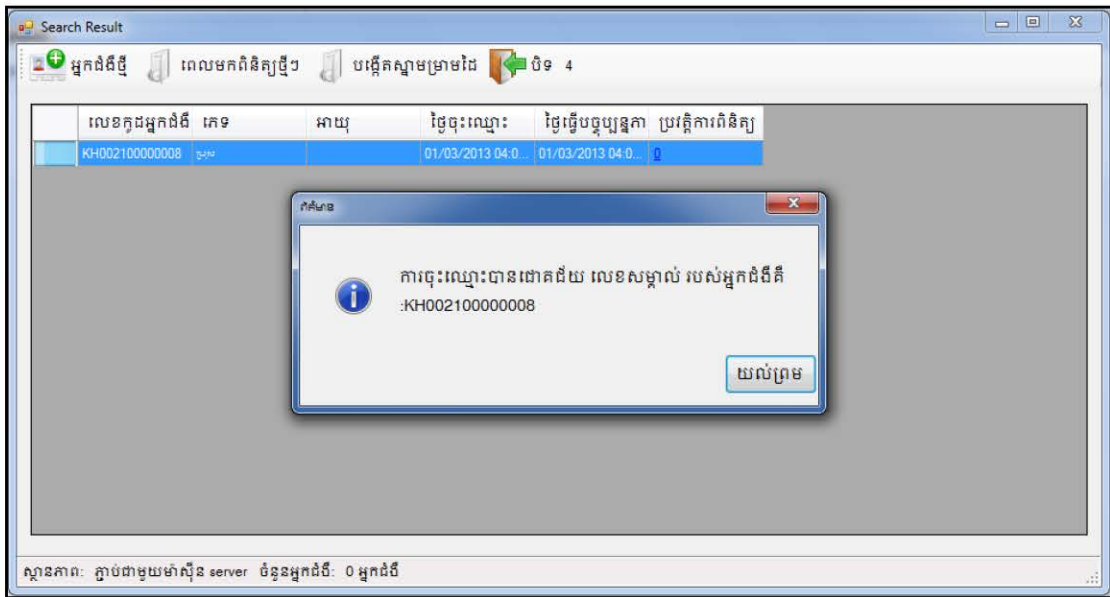 Search Result
អ្នកជំងឺថ្មី ពេលមកពិនិត្យថ្មីៗ បង្កើតស្នាមម្រាមដៃ បិទ 4
លេខកូដអ្នកជំងឺ ភេទ អាយុ ថ្ងៃចុះឈ្មោះ ថ្ងៃធ្វើបច្ចុប្បន្នភា ប្រវត្តិការពិនិត្យ
KH002100000008 ប្រុស 01/03/2013 04:0... 01/03/2013 04:0... 0
ព័ត៌មាន
ការចុះឈ្មោះបានជោគជ័យ លេខសម្គាល់ របស់អ្នកជំងឺគឺ
:KH002100000008
យល់ព្រម
ស្ថានភាព: ភ្ជាប់ជាមួយម៉ាស៊ីន server ចំនួនអ្នកជំងឺ: 0 អ្នកជំងឺ